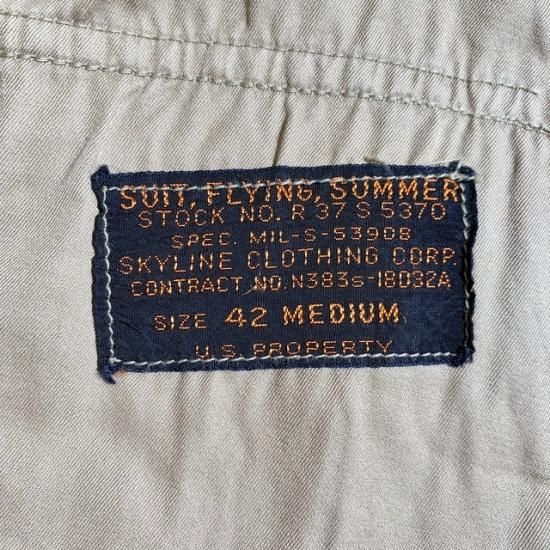 SUIT, FLYING, SUMMER
STOCK NO. R 37 S 5370
SPEC. MIL-S-5390B
SKYLINE CLOTHING CORP.
CONTRACT NO. N383s-18032A
SIZE 42 MEDIUM.
U.S PROPERTY